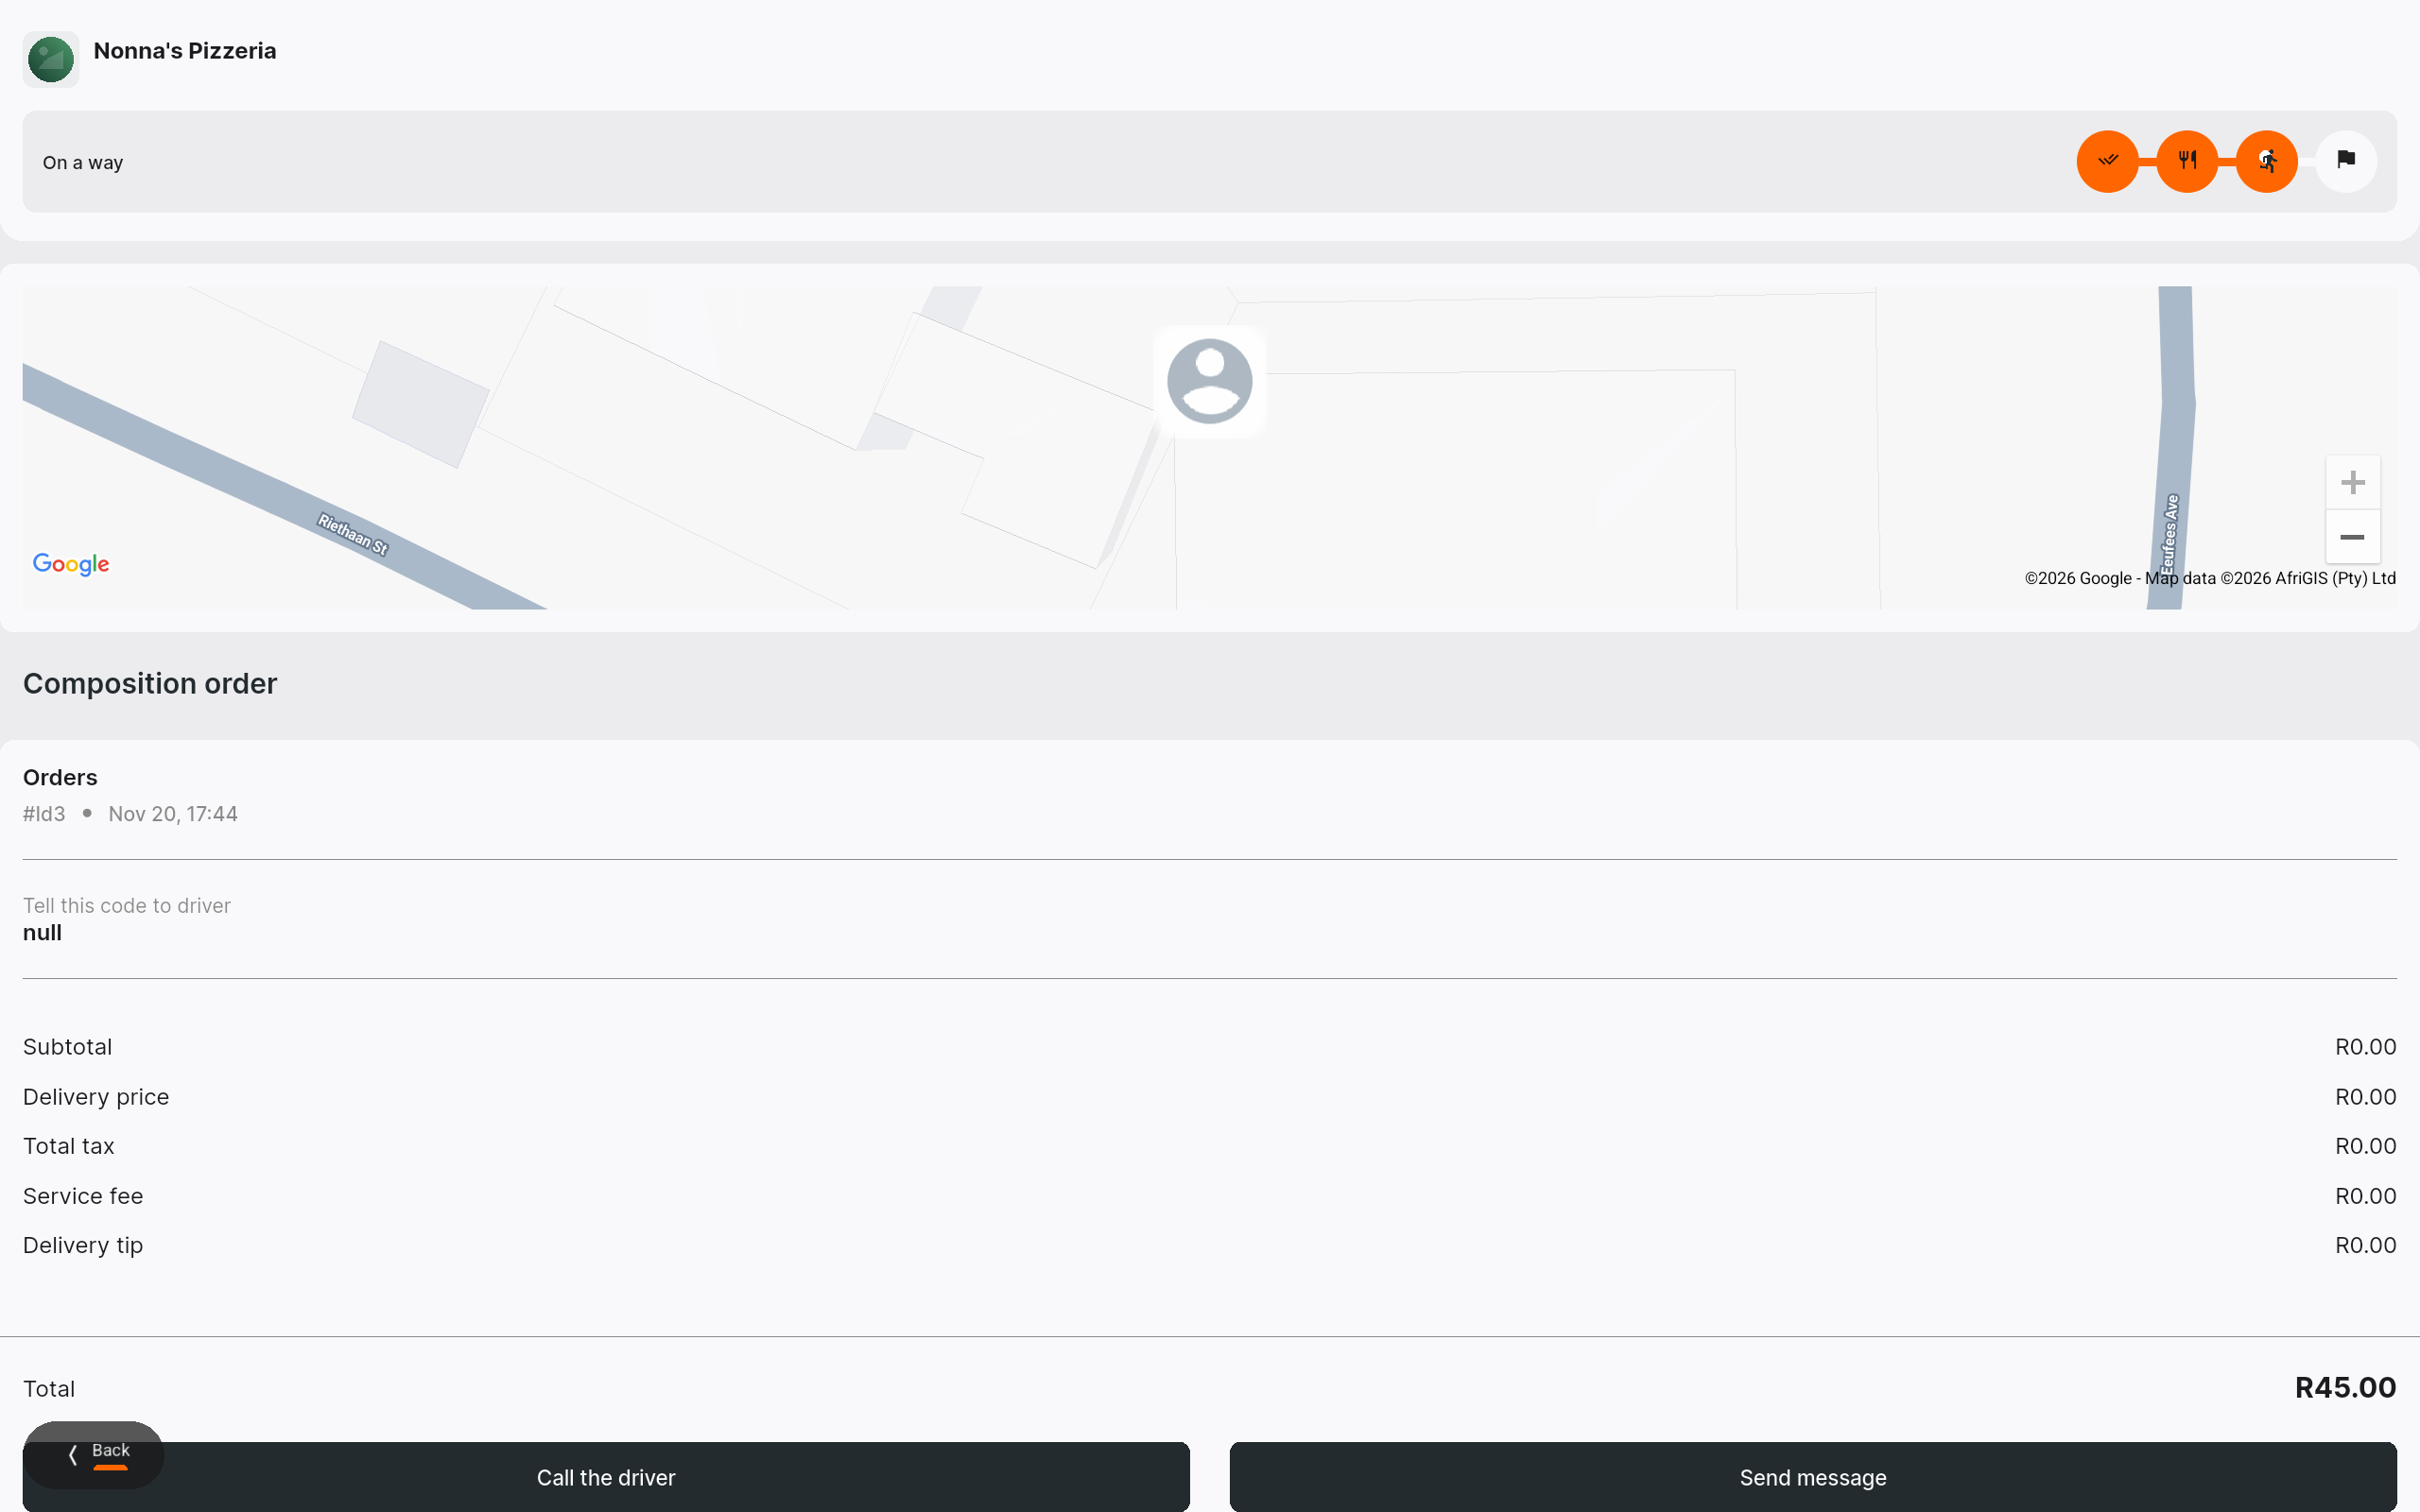 Nonna's Pizzeria
On a way
Riethaan St
Eeufees Ave
Google
©2026 Google - Map data ©2026 AfriGIS (Pty) Ltd
Composition order
Orders
#Id3 • Nov 20, 17:44
Tell this code to driver
null
Subtotal R0.00
Delivery price R0.00
Total tax R0.00
Service fee R0.00
Delivery tip R0.00
Total R45.00
Back
Call the driver
Send message